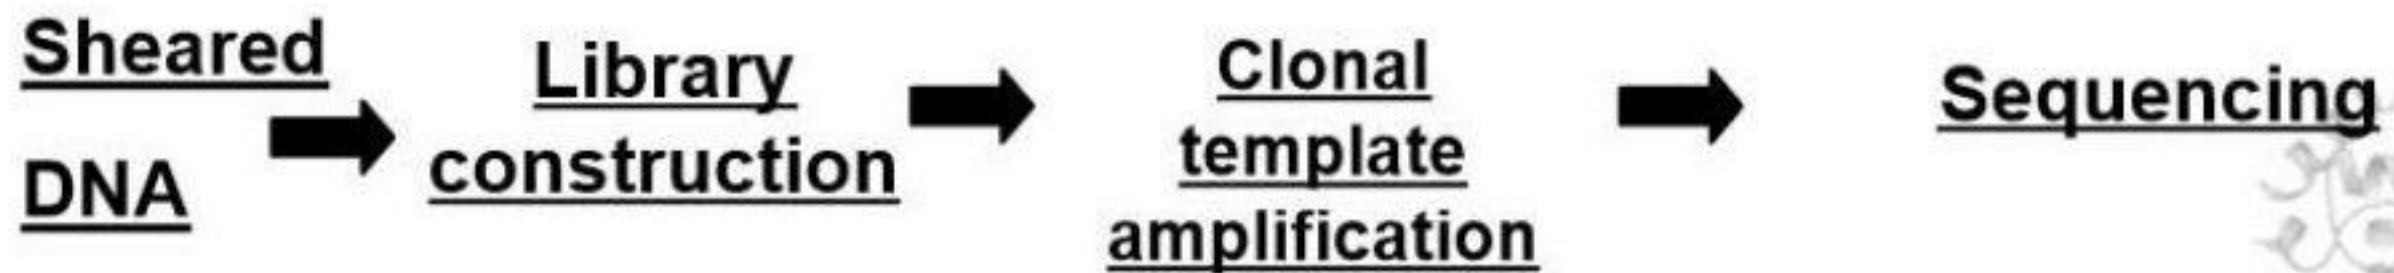 Sheared
DNA
Library
construction
Clonal
template
amplification
Sequencing